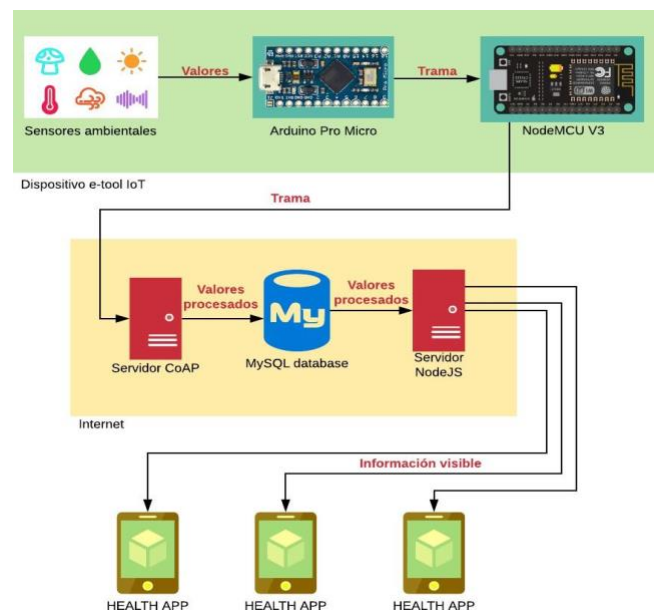 Valores
Trama
Sensores ambientales
Arduino Pro Micro
NodeMCU V3
Dispositivo e-tool IoT
Trama
Valores
procesados
Valores
procesados
My
Servidor CoAP
MySQL database
Servidor
NodeJS
Internet
Información visible
HEALTH APP
HEALTH APP
HEALTH APP